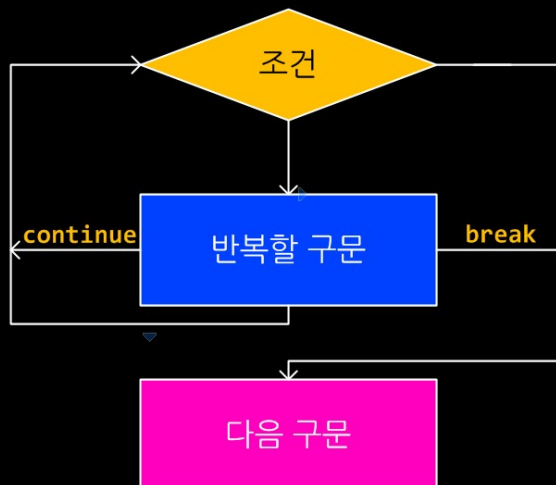 조건
continue
반복할 구문
break
다음 구문